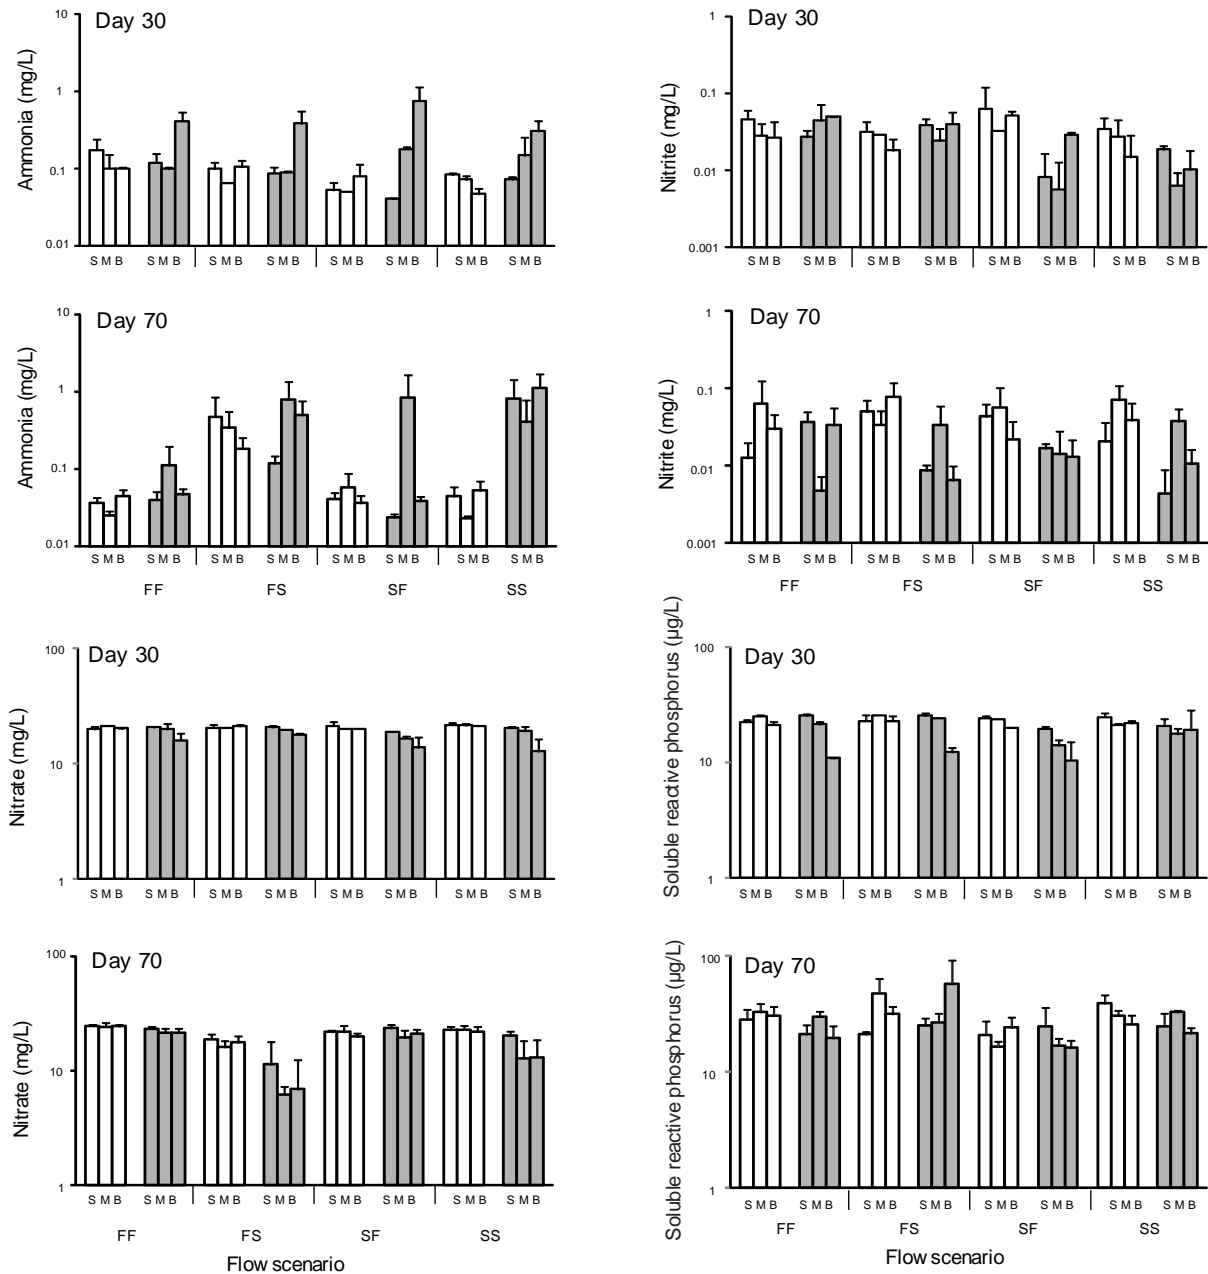 Day 30
Ammonia (mg/L)
10
1
0.1
0.01
S M B S M B S M B S M B S M B S M B S M B S M B
Day 30
Nitrite (mg/L)
1
0.1
0.01
0.001
S M B S M B S M B S M B S M B S M B S M B S M B
Day 70
Ammonia (mg/L)
10
1
0.1
0.01
S M B S M B S M B S M B S M B S M B S M B S M B
FF FS SF SS
Day 70
Nitrite (mg/L)
1
0.1
0.01
0.001
S M B S M B S M B S M B S M B S M B S M B S M B
FF FS SF SS
Day 30
Nitrate (mg/L)
100
10
1
S M B S M B S M B S M B S M B S M B S M B S M B
Day 30
Soluble reactive phosphorus (µg/L)
100
10
1
S M B S M B S M B S M B S M B S M B S M B S M B
Day 70
Nitrate (mg/L)
100
10
1
S M B S M B S M B S M B S M B S M B S M B S M B
FF FS SF SS
Flow scenario
Day 70
Soluble reactive phosphorus (µg/L)
100
10
1
S M B S M B S M B S M B S M B S M B S M B S M B
FF FS SF SS
Flow scenario